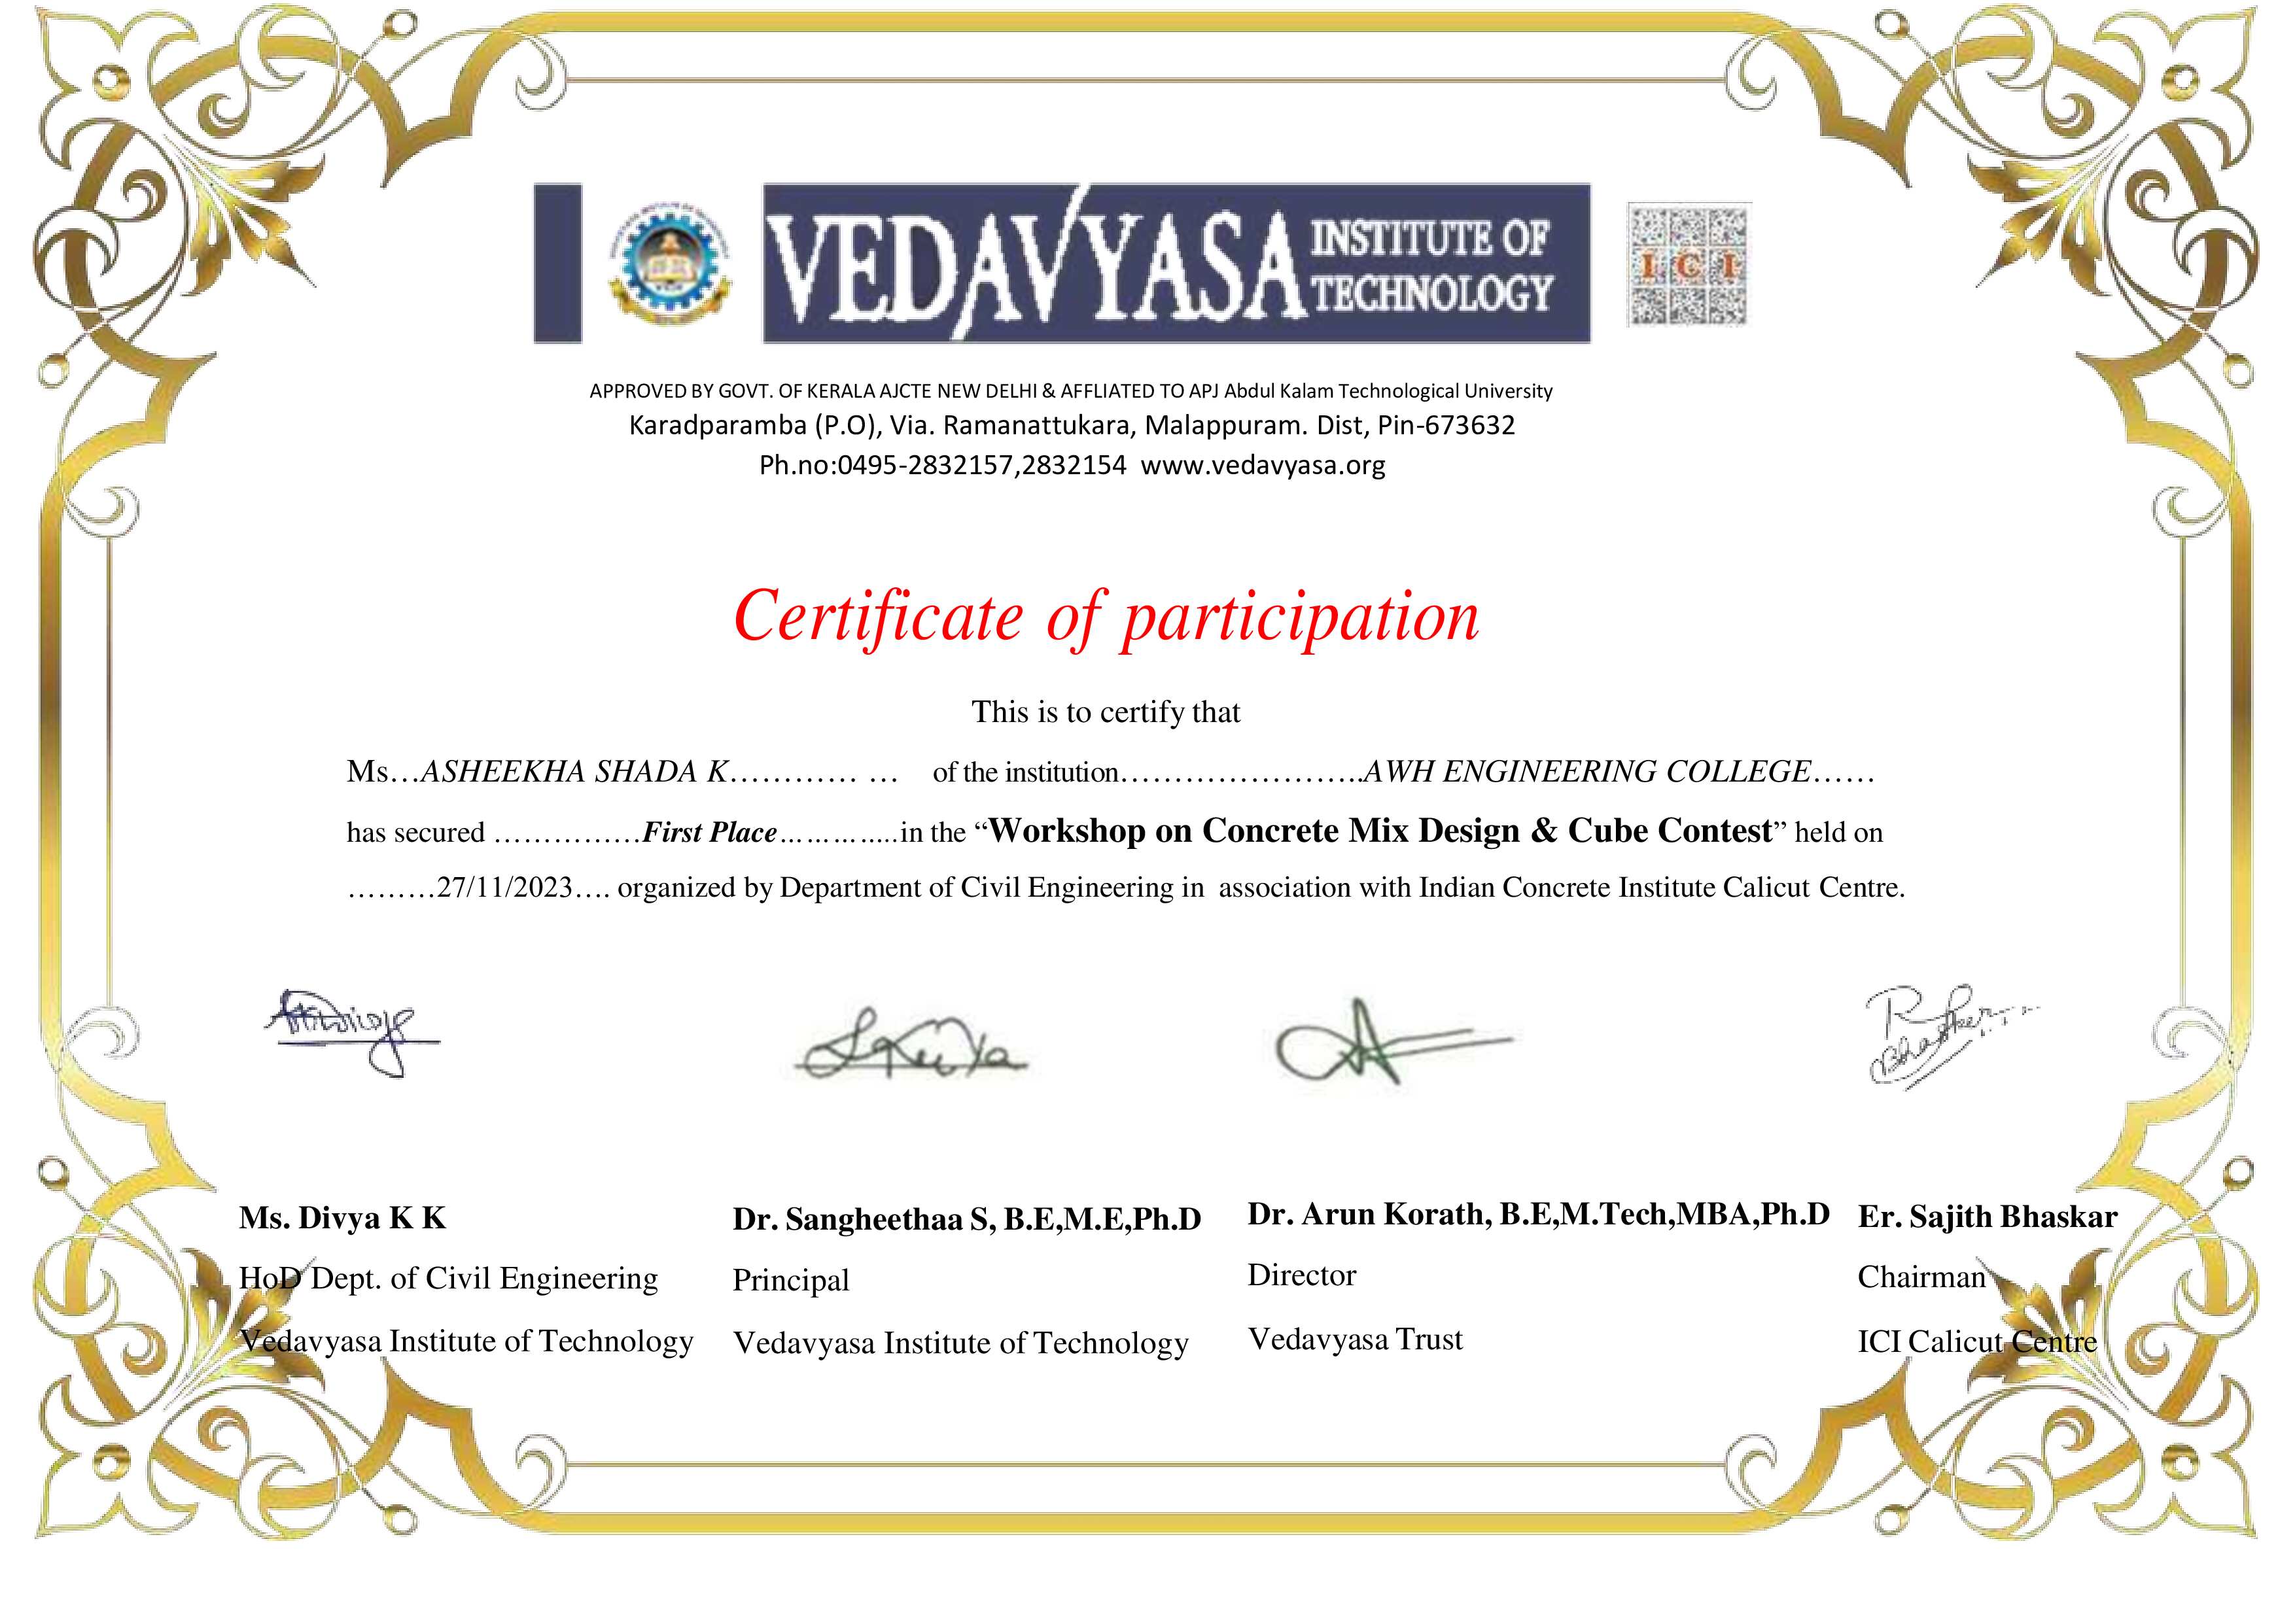 VEDAVYASA INSTITUTE OF TECHNOLOGY
I C I
APPROVED BY GOVT. OF KERALA AJCTE NEW DELHI & AFFLIATED TO APJ Abdul Kalam Technological University
Karadparamba (P.O), Via. Ramanattukara, Malappuram. Dist, Pin-673632
Ph.no:0495-2832157,2832154 www.vedavyasa.org
Certificate of participation
This is to certify that
Ms…ASHEEKHA SHADA K………… … of the institution…………………..AWH ENGINEERING COLLEGE……
has secured ……………First Place………….in the “Workshop on Concrete Mix Design & Cube Contest” held on
………27/11/2023…. organized by Department of Civil Engineering in association with Indian Concrete Institute Calicut Centre.
Ms. Divya K K
HoD Dept. of Civil Engineering
Vedavyasa Institute of Technology
Dr. Sangheethaa S, B.E,M.E,Ph.D
Principal
Vedavyasa Institute of Technology
Dr. Arun Korath, B.E,M.Tech,MBA,Ph.D
Director
Vedavyasa Trust
Er. Sajith Bhaskar
Chairman
ICI Calicut Centre